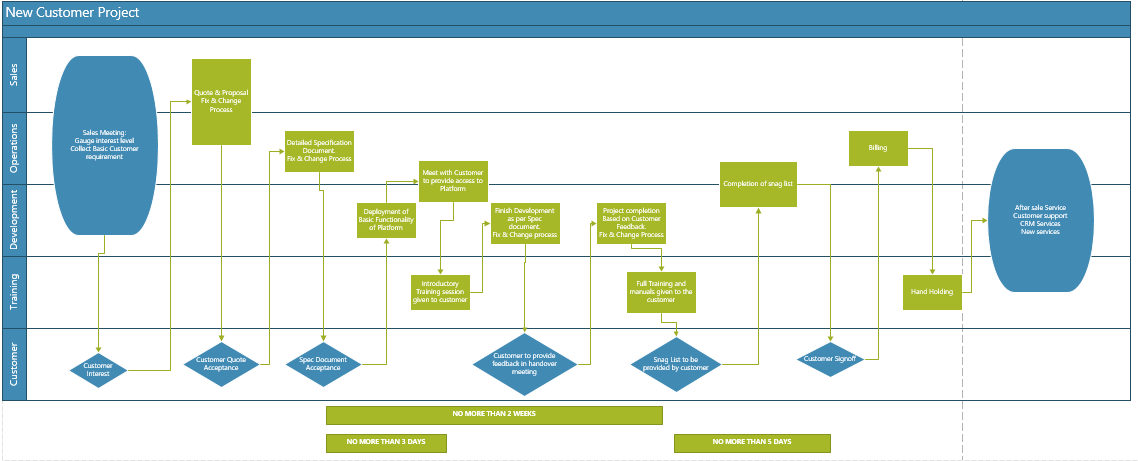 New Customer Project
Sales
Operations
Development
Training
Customer
Sales Meeting:
Gauge interest level
Collect Basic Customer
requirement
Quote & Proposal
Fix & Change
Process
Detailed Specification
Document.
Fix & Change Process
Meet with Customer
to provide access to
Platform
Deployment of
Basic Functionality
of Platform
Finish Development
as per Spec
document.
Fix & Change process
Project completion
Based on Customer
Feedback.
Fix & Change Process
Completion of snag list
Billing
After sale Service
Customer support
CRM Services
New services
Introductory
Training session
given to customer
Full Training and
manuals given to the
customer
Hand Holding
Customer
Interest
Customer Quote
Acceptance
Spec Document
Acceptance
Customer to provide
feedback in handover
meeting
Snag List to be
provided by customer
Customer Signoff
NO MORE THAN 2 WEEKS
NO MORE THAN 3 DAYS
NO MORE THAN 5 DAYS